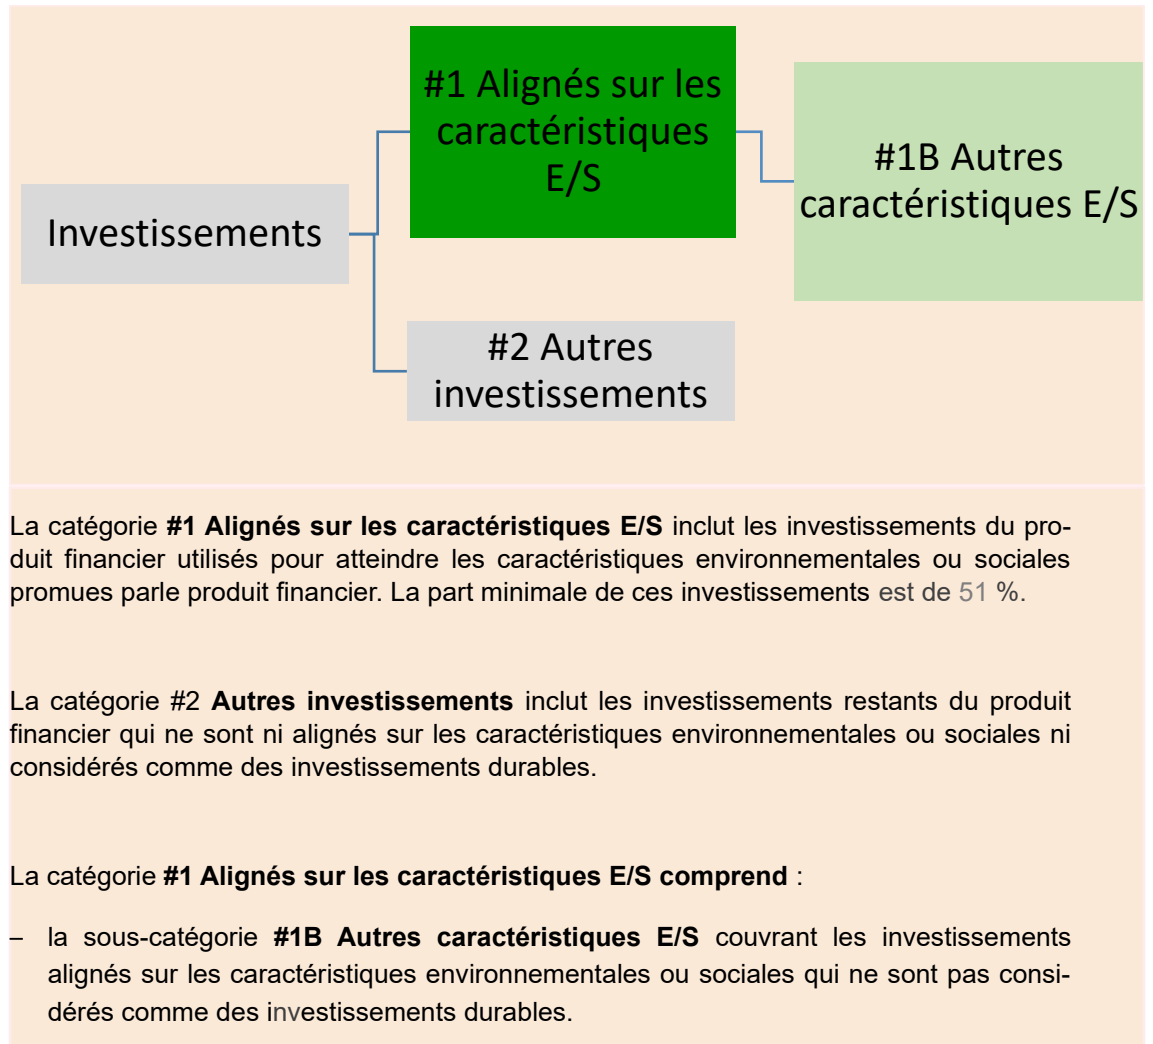 #1 Alignés sur les
caractéristiques
E/S
#1B Autres
caractéristiques E/S
Investissements
#2 Autres
investissements
La catégorie #1 Alignés sur les caractéristiques E/S inclut les investissements du pro-
duit financier utilisés pour atteindre les caractéristiques environnementales ou sociales
promues parle produit financier. La part minimale de ces investissements est de 51 %.
La catégorie #2 Autres investissements inclut les investissements restants du produit
financier qui ne sont ni alignés sur les caractéristiques environnementales ou sociales ni
considérés comme des investissements durables.
La catégorie #1 Alignés sur les caractéristiques E/S comprend :
– la sous-catégorie #1B Autres caractéristiques E/S couvrant les investissements
alignés sur les caractéristiques environnementales ou sociales qui ne sont pas consi-
dérés comme des investissements durables.